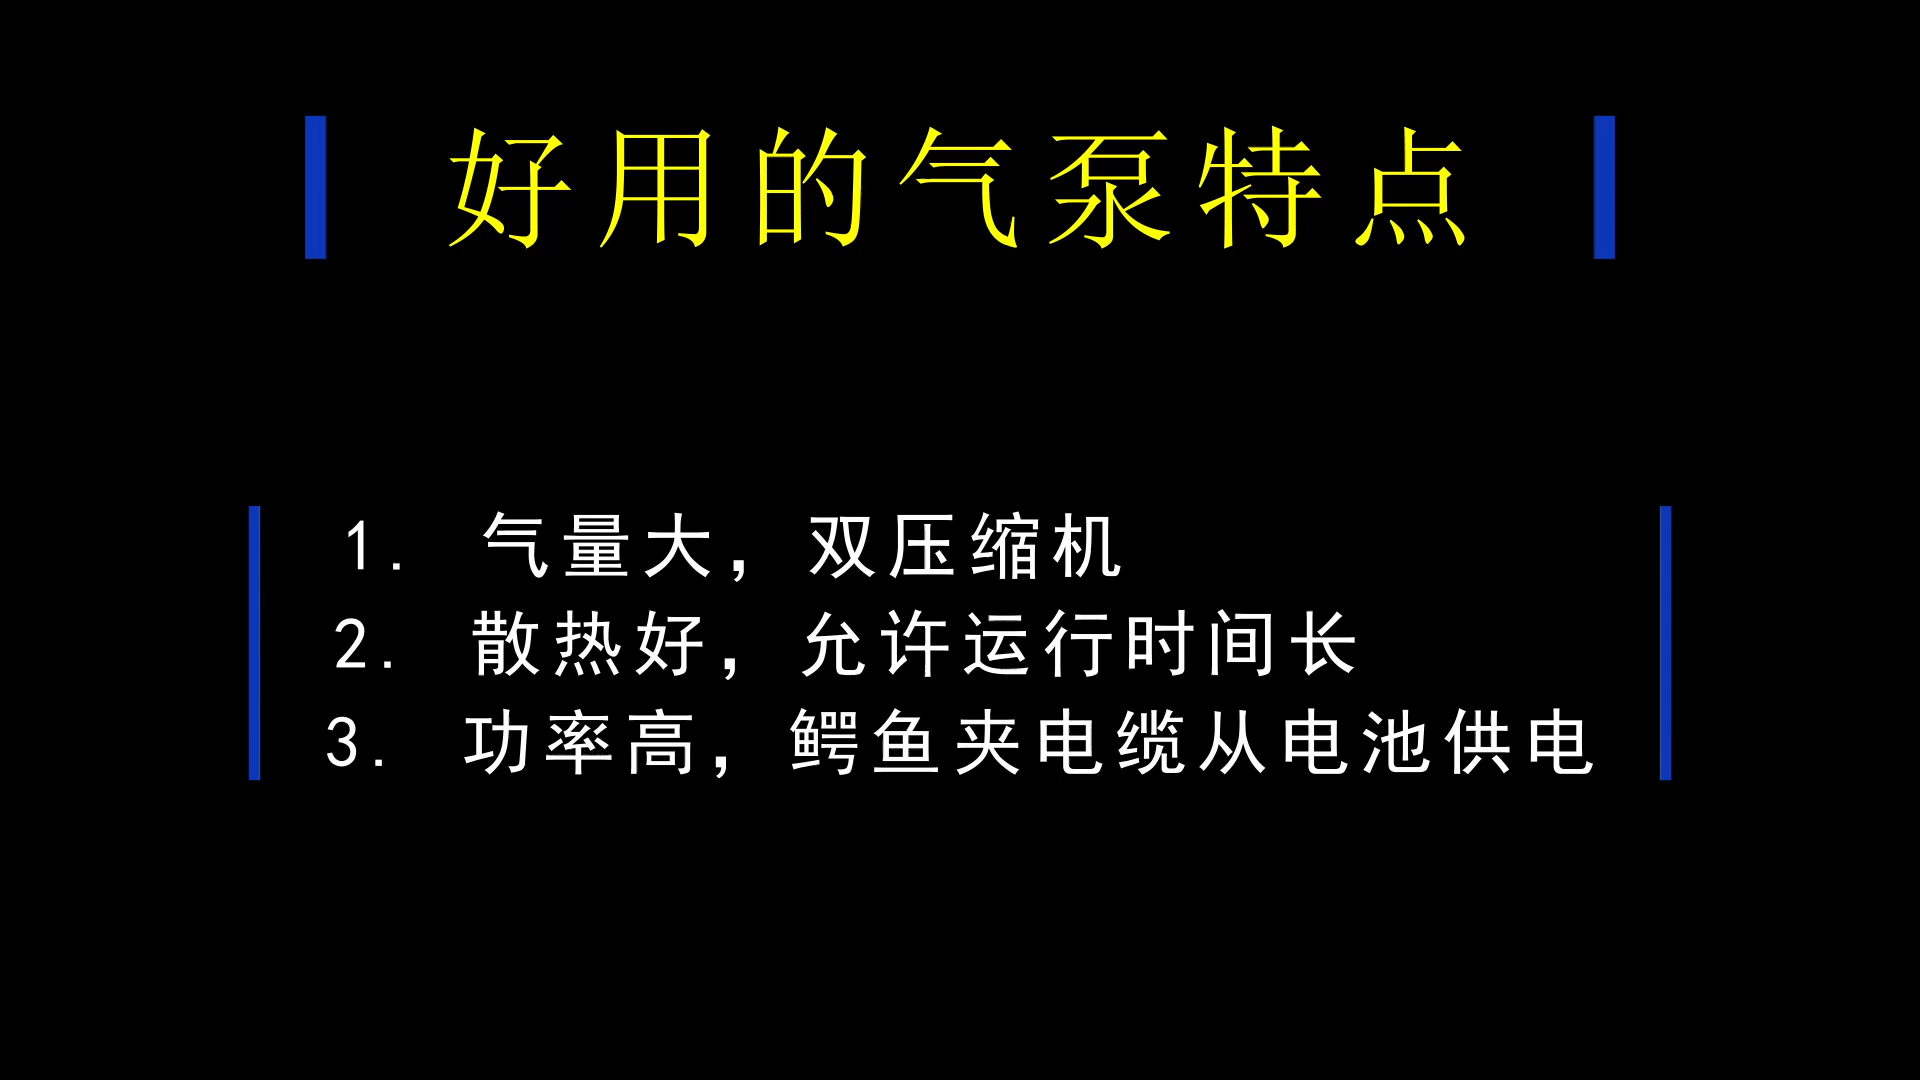 好用的气泵特点
1. 气量大，双压缩机
2. 散热好，允许运行时间长
3. 功率高，鳄鱼夹电缆从电池供电